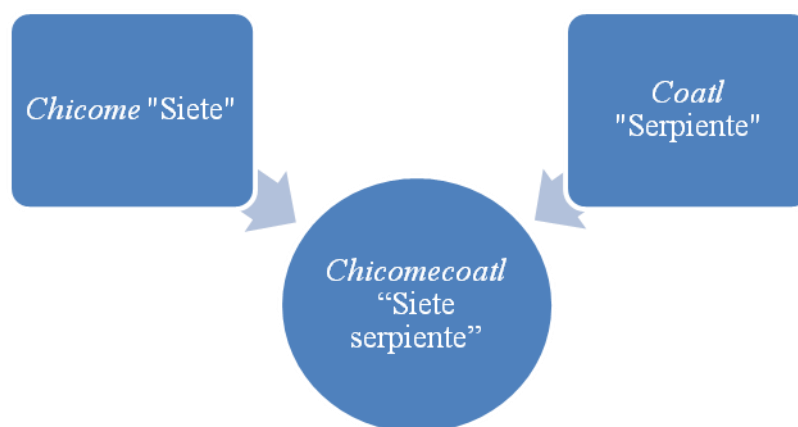 Chicome "Siete"
Coatl
"Serpiente"
Chicomecoatl
“Siete
serpiente”